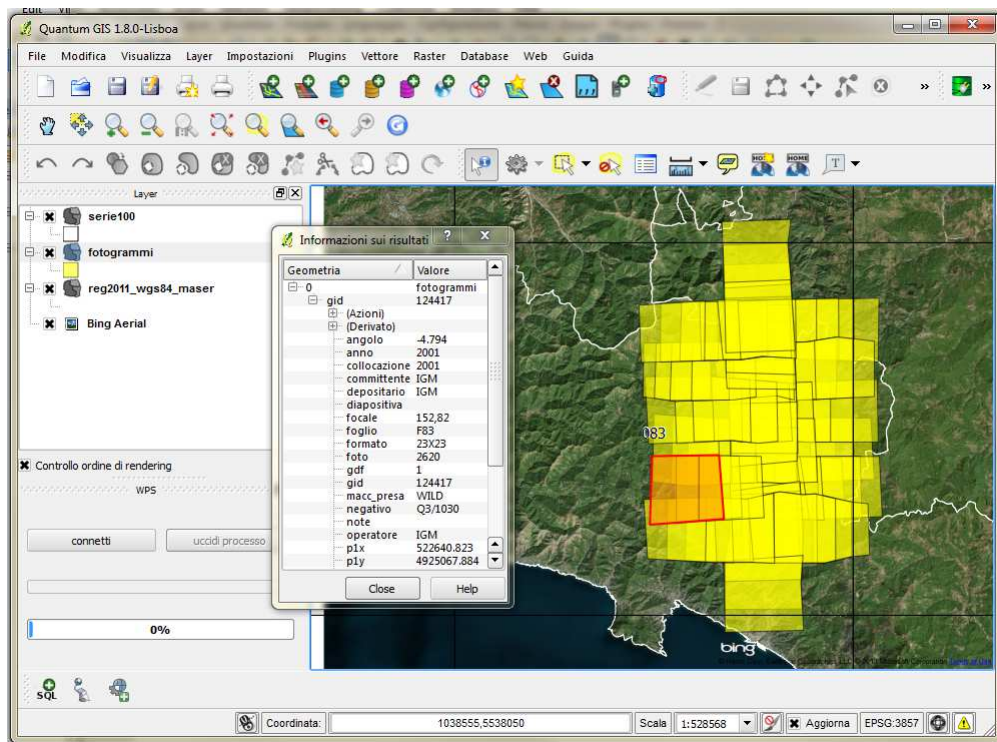 Edit Vi
Quantum GIS 1.8.0-Lisboa
File Modifica Visualizza Layer Impostazioni Plugins Vettore Raster Database Web Guida
Layer
serie100
fotogrammi
reg2011_wgs84_maser
Bing Aerial
Controllo ordine di rendering
WPS
connetti uccidi processo
0%
SQL
Informazioni sui risultati
Geometria Valore
0 fotogrammi
gid 124417
(Azioni)
(Derivato)
angolo -4.794
anno 2001
collocazione 2001
committente IGM
depositario IGM
diapositiva
focale 152,82
foglio F83
formato 23X23
foto 2620
gdf 1
gid 124417
macc_presa WILD
negativo Q3/1030
note
operatore IGM
p1x 522640.823
p1y 4925067.884
Close Help
083
bing
Coordinata: 1038555,5538050 Scala 1:528568 Aggiorna EPSG:3857